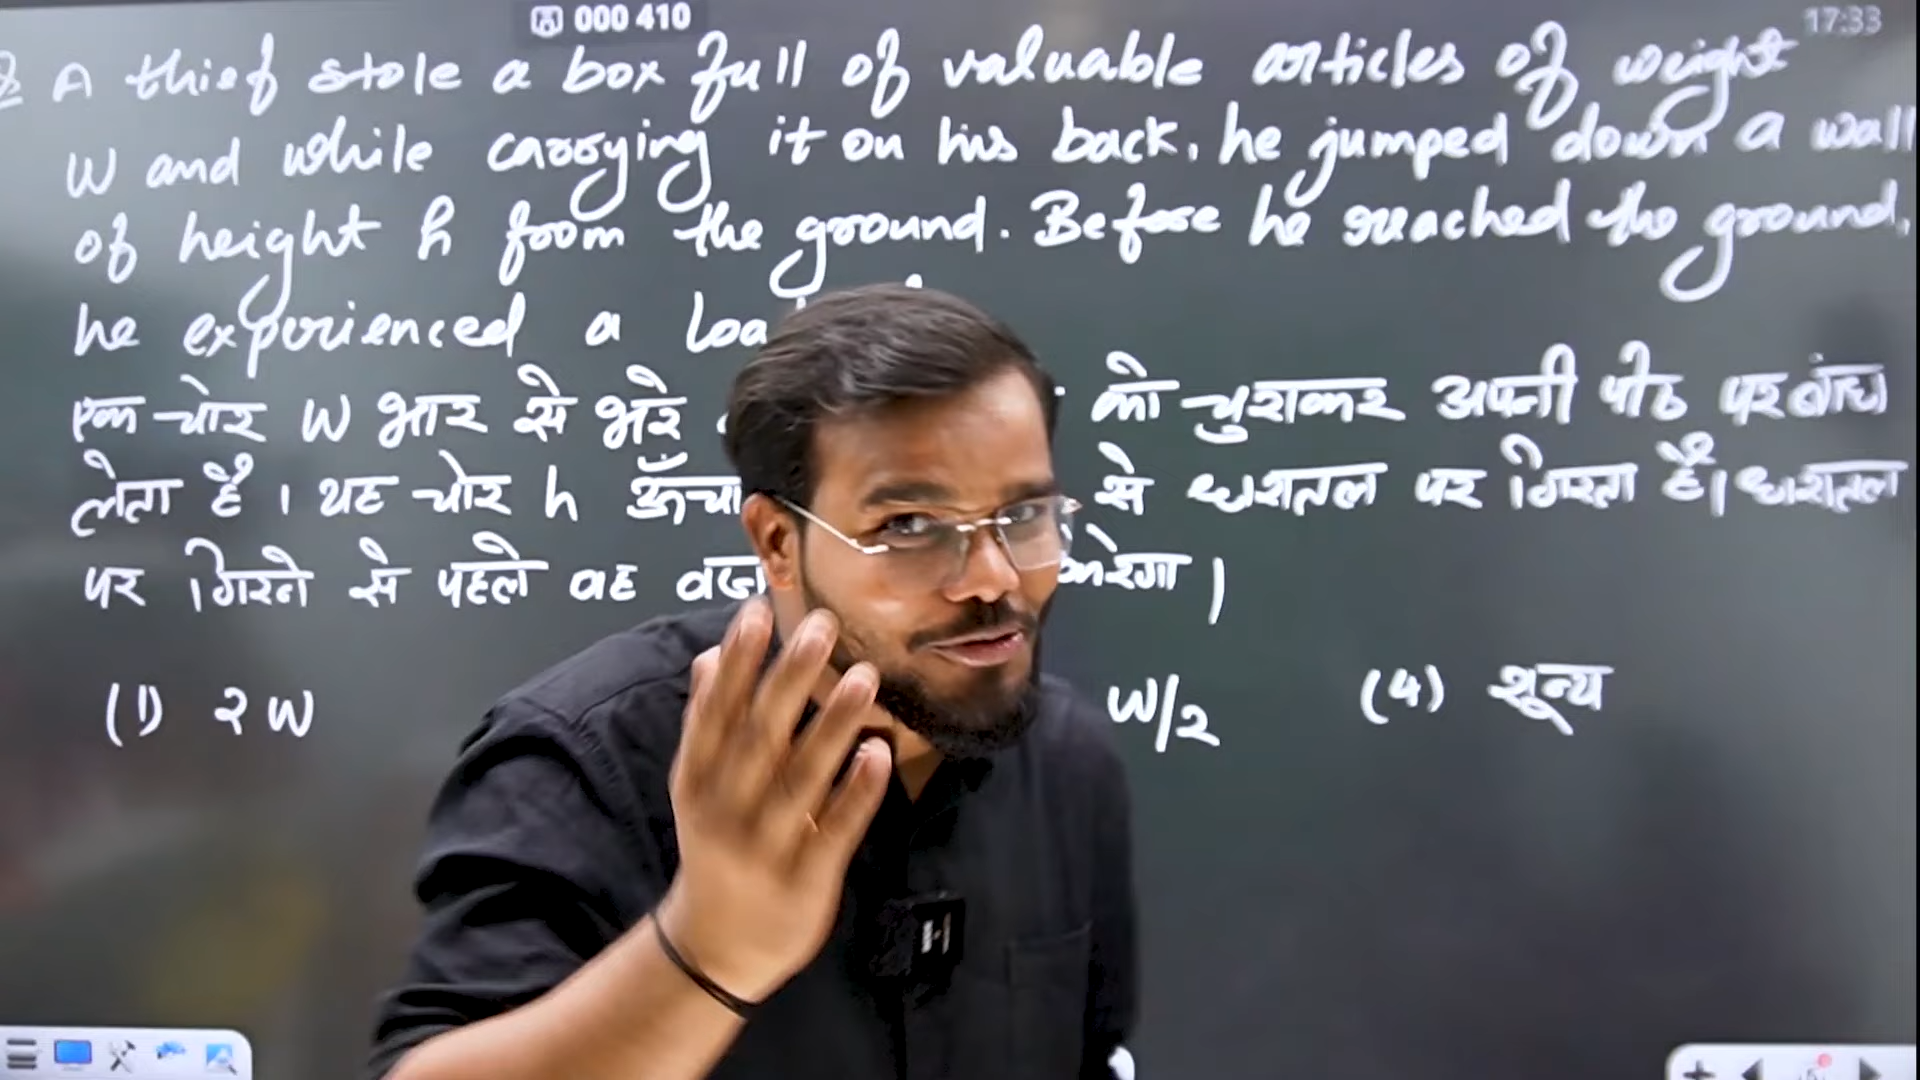 000 410
17:33
Q A thief stole a box full of valuable articles of weight
W and while carrying it on his back, he jumped down a wall
of height h from the ground. Before he reached the ground,
he experienced a
एक चोर W भार से भरे को चुराकर अपनी पीठ पर बांध
लेता है । यह चोर h से धरातल पर गिरता है। धरातल
पर गिरने से पहले वह करेगा ।
(1) 2W W/2 (4) शून्य
H